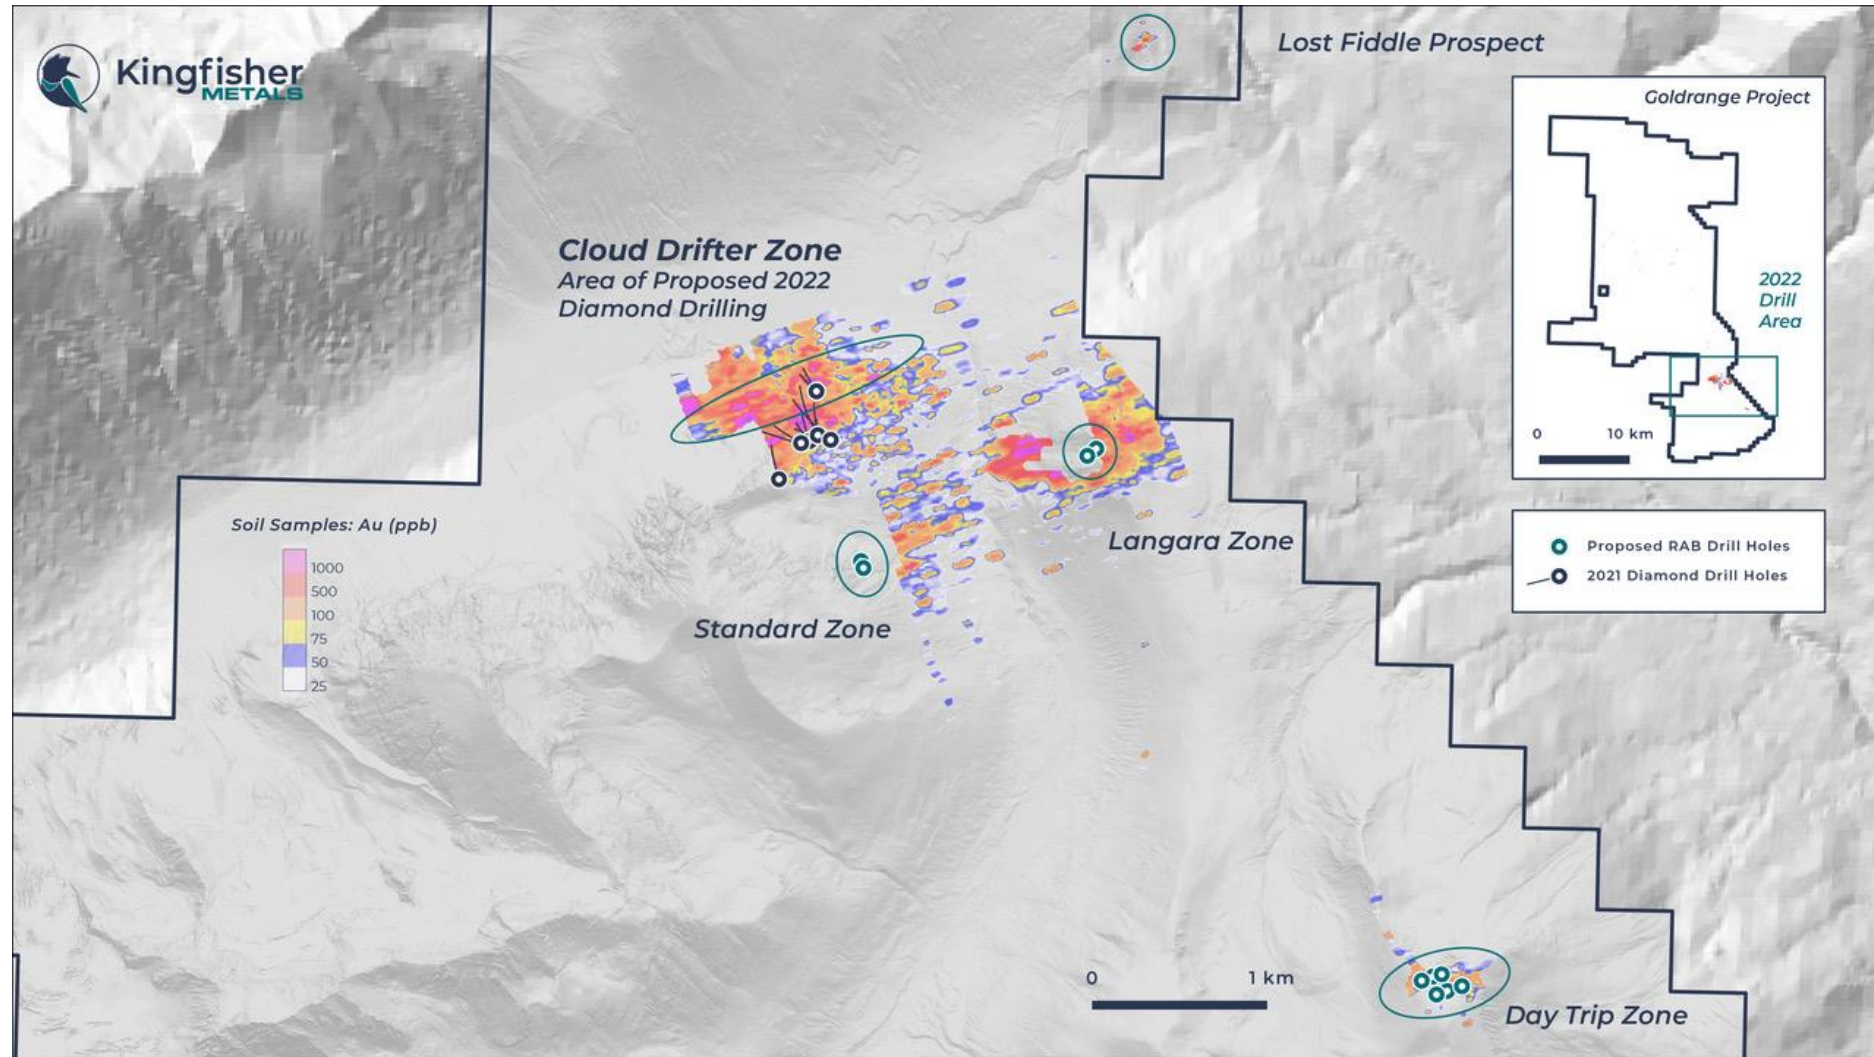 Kingfisher
METALS
Lost Fiddle Prospect
Goldrange Project
2022
Drill
Area
0 10 km
Cloud Drifter Zone
Area of Proposed 2022
Diamond Drilling
Soil Samples: Au (ppb)
1000
500
100
75
50
25
Langara Zone
Standard Zone
Proposed RAB Drill Holes
2021 Diamond Drill Holes
0 1 km
Day Trip Zone